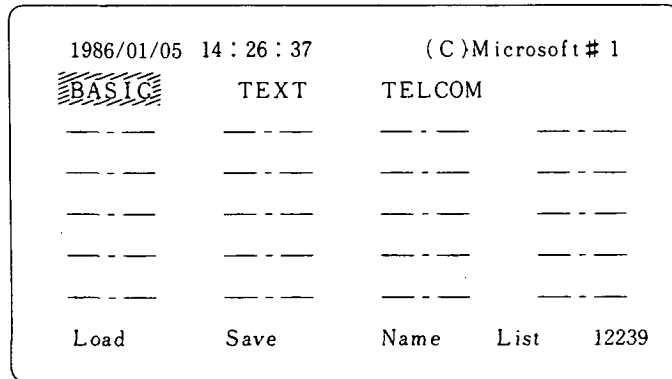 1986/01/05 14：26：37 (C)Microsoft＃1
BASIC TEXT TELCOM
—-— —-— —-— —-—
—-— —-— —-— —-—
—-— —-— —-— —-—
—-— —-— —-— —-—
—-— —-— —-— —-—
Load Save Name List 12239